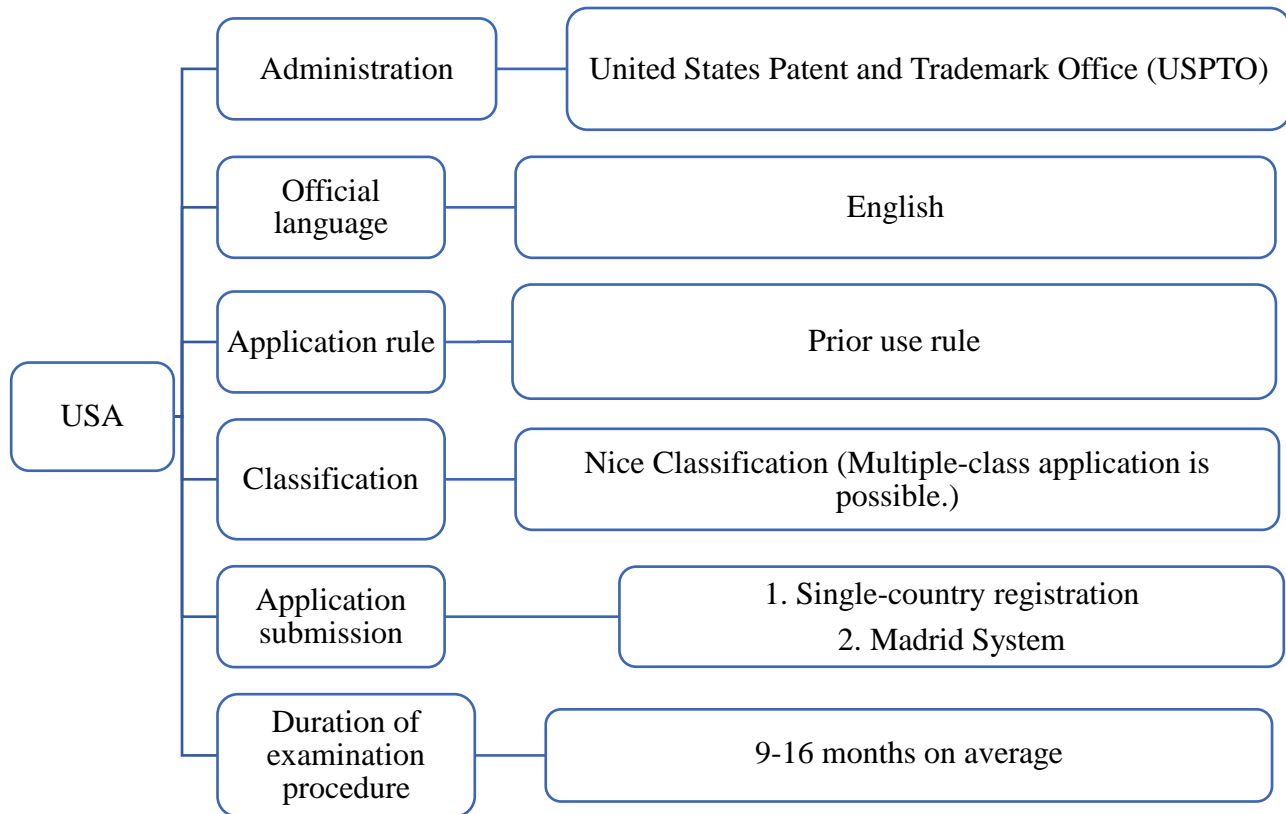 Administration
United States Patent and Trademark Office (USPTO)
Official
language
English
Application rule
Prior use rule
USA
Classification
Nice Classification (Multiple-class application is
possible.)
Application
submission
1. Single-country registration
2. Madrid System
Duration of
examination
procedure
9-16 months on average